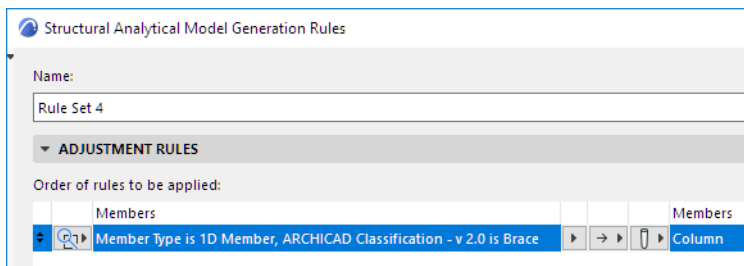 Structural Analytical Model Generation Rules
Name:
Rule Set 4
ADJUSTMENT RULES
Order of rules to be applied:
Members Members
Member Type is 1D Member, ARCHICAD Classification - v 2.0 is Brace Column